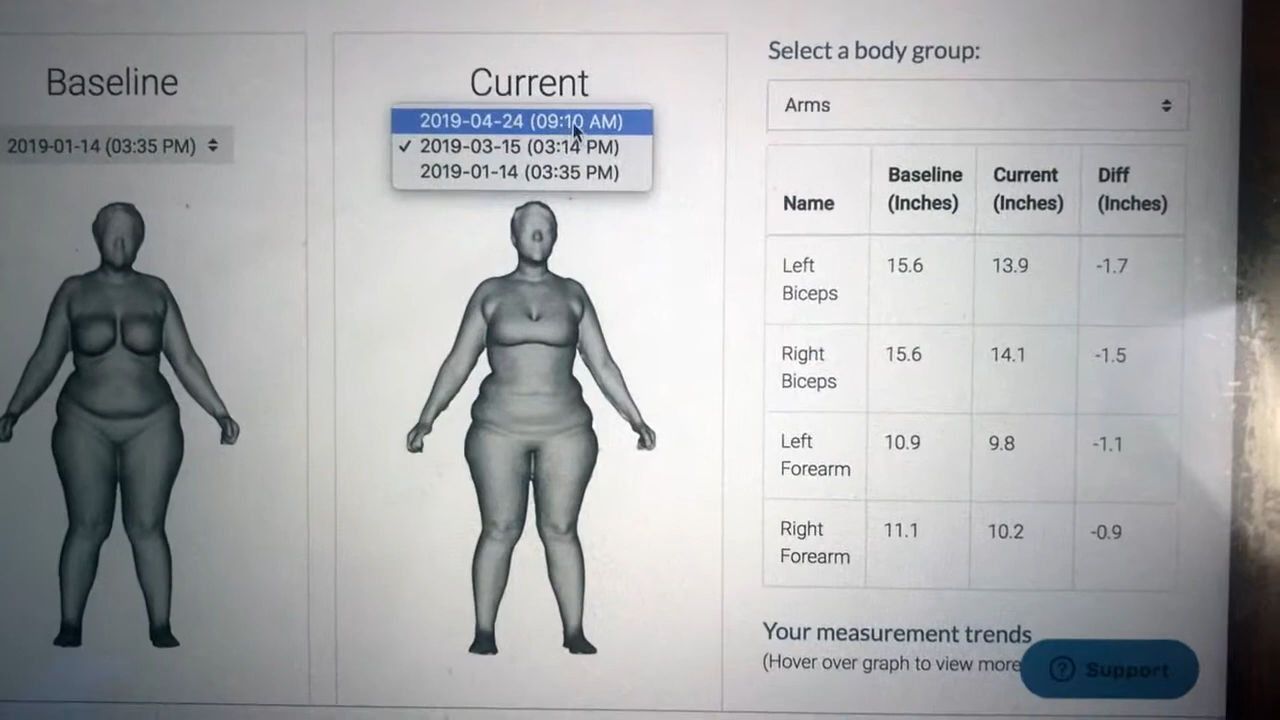 Baseline
2019-01-14 (03:35 PM)
Current
2019-04-24 (09:10 AM)
✓ 2019-03-15 (03:14 PM)
2019-01-14 (03:35 PM)
Select a body group:
Arms
Name Baseline (Inches) Current (Inches) Diff (Inches)
Left Biceps 15.6 13.9 -1.7
Right Biceps 15.6 14.1 -1.5
Left Forearm 10.9 9.8 -1.1
Right Forearm 11.1 10.2 -0.9
Your measurement trends
(Hover over graph to view more
Support